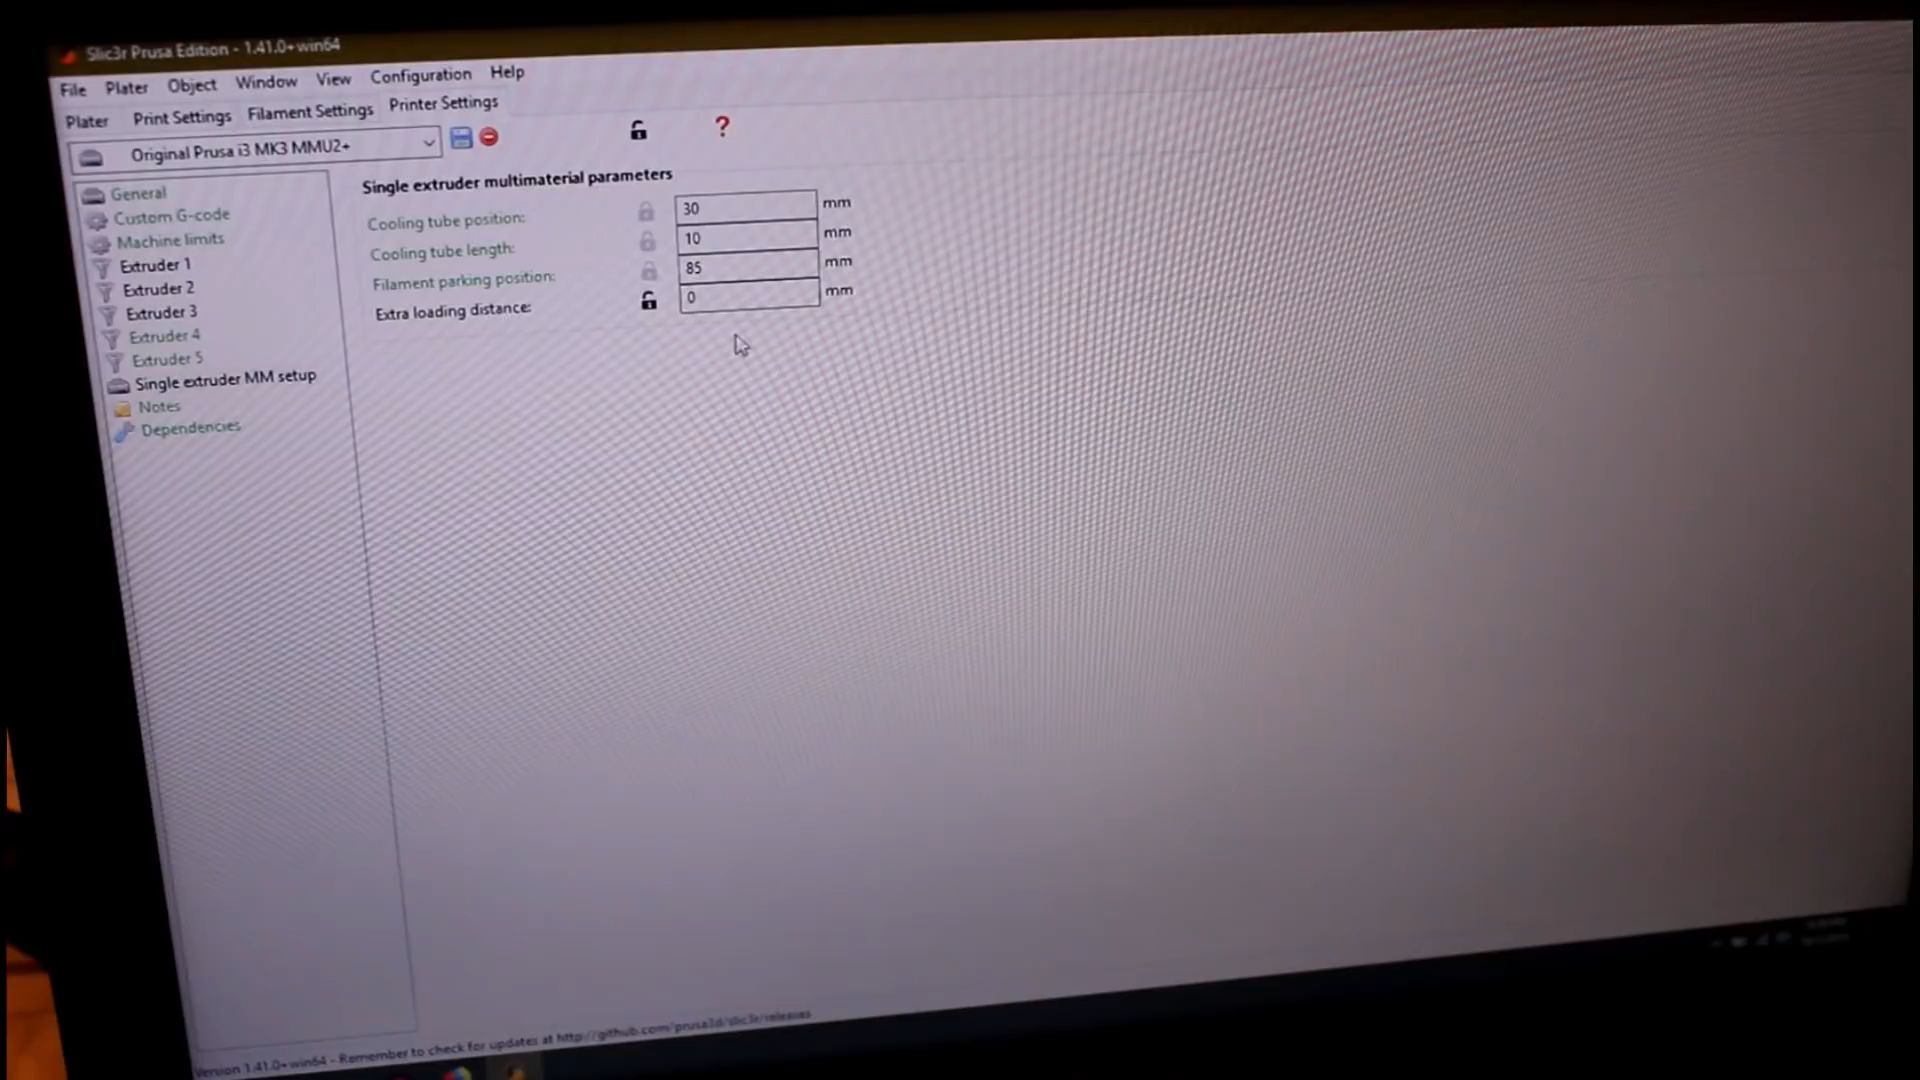 Slic3r Prusa Edition - 1.41.0+win64
File Plater Object Window View Configuration Help
Plater Print Settings Filament Settings Printer Settings
Original Prusa i3 MK3 MMU2+
?
General
Custom G-code
Machine limits
Extruder 1
Extruder 2
Extruder 3
Extruder 4
Extruder 5
Single extruder MM setup
Notes
Dependencies
Single extruder multimaterial parameters
Cooling tube position: 30 mm
Cooling tube length: 10 mm
Filament parking position: 85 mm
Extra loading distance: 0 mm
Version 1.41.0+win64 - Remember to check for updates at http://github.com/prusa3d/slic3r/releases